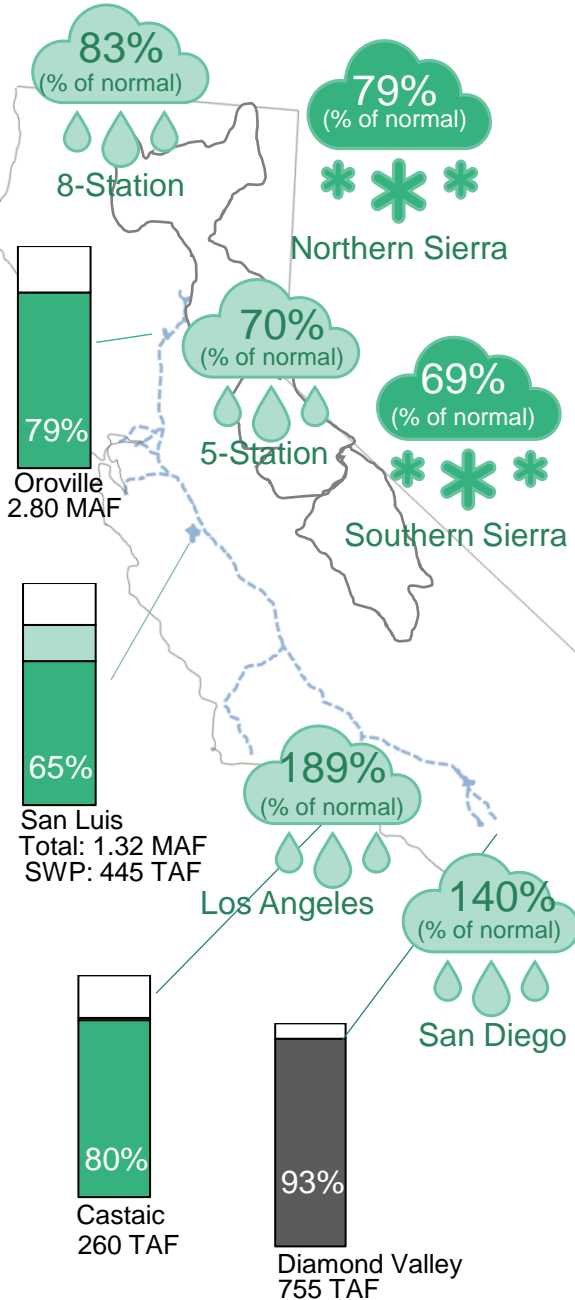 83%
(% of normal)
8-Station
79%
(% of normal)
Northern Sierra
70%
(% of normal)
5-Station
69%
(% of normal)
Southern Sierra
79%
Oroville
2.80 MAF
65%
San Luis
Total: 1.32 MAF
SWP: 445 TAF
189%
(% of normal)
Los Angeles
140%
(% of normal)
San Diego
80%
Castaic
260 TAF
93%
Diamond Valley
755 TAF